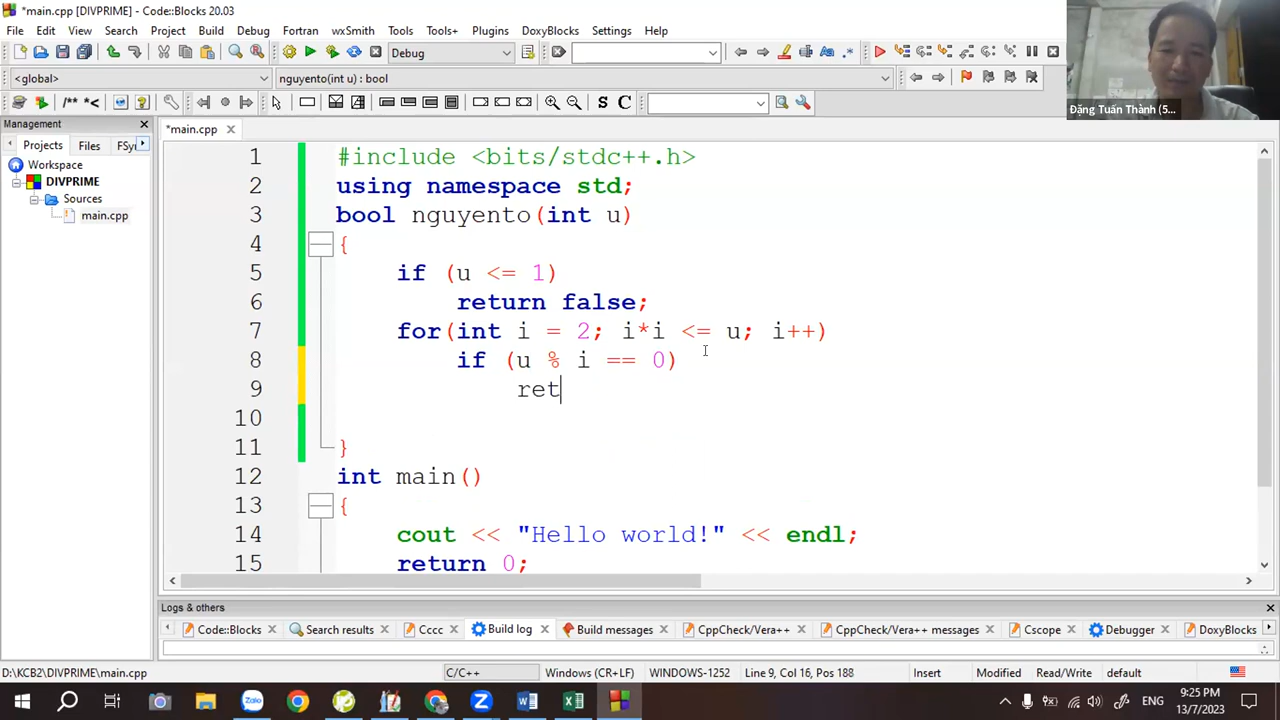 *main.cpp [DIVPRIME] - Code::Blocks 20.03
File Edit View Search Project Build Debug Fortran wxSmith Tools Tools+ Plugins DoxyBlocks Settings Help
Debug
<global> nguyento(int u) : bool
/** *< S C
Đặng Tuấn Thành (5...
Management
*main.cpp
Projects Files FSy
Workspace
DIVPRIME
Sources
main.cpp
1 #include <bits/stdc++.h>
2 using namespace std;
3 bool nguyento(int u)
4 {
5 if (u <= 1)
6 return false;
7 for(int i = 2; i*i <= u; i++)
8 if (u % i == 0)
9 ret
10
11 }
12 int main()
13 {
14 cout << "Hello world!" << endl;
15 return 0;
Logs & others
Code::Blocks Search results Cccc Build log Build messages CppCheck/Vera++ CppCheck/Vera++ messages Cscope Debugger DoxyBlocks
D:\KCB2\DIVPRIME\main.cpp C/C++ Windows (CR+LF) WINDOWS-1252 Line 9, Col 16, Pos 188 Insert Modified Read/Write default
ENG 9:25 PM
13/7/2023